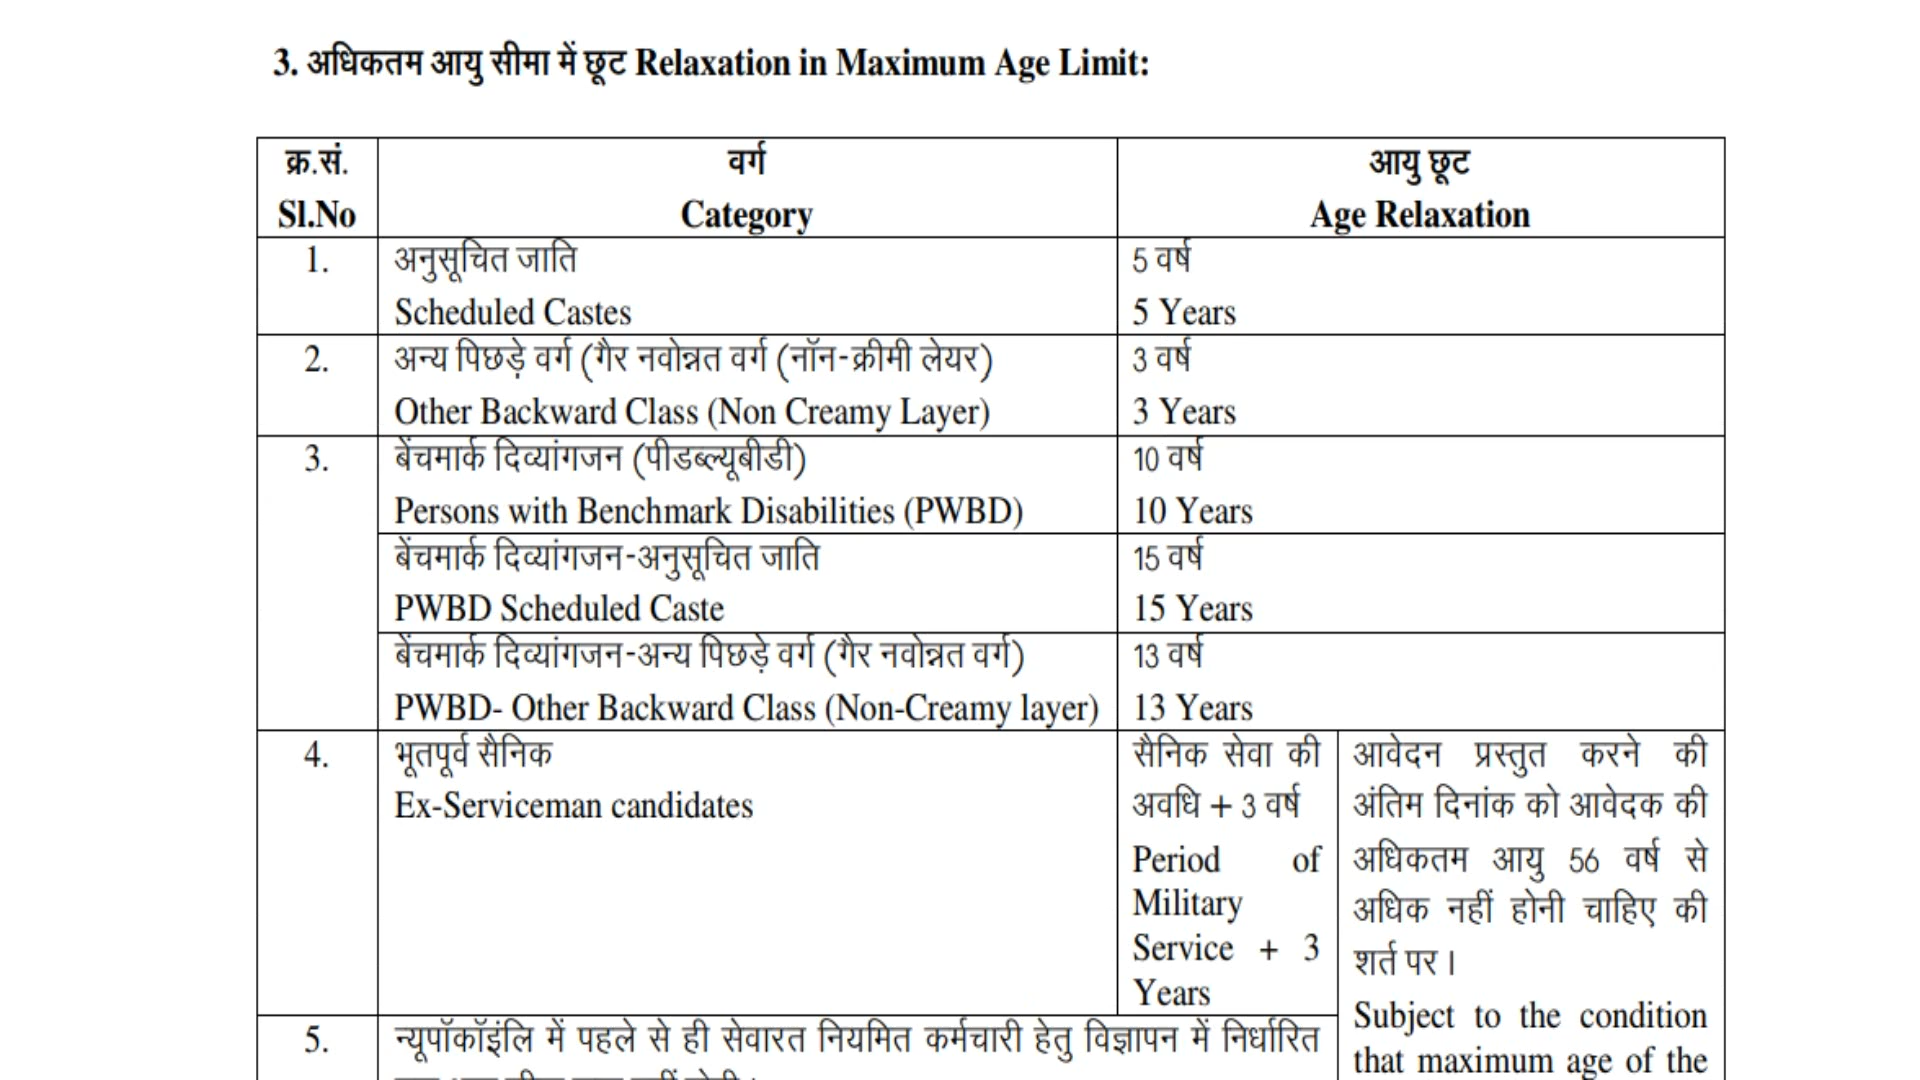 3. अधिकतम आयु सीमा में छूट Relaxation in Maximum Age Limit:
क्र.सं.
Sl.No
वर्ग
Category
आयु छूट
Age Relaxation
1.
अनुसूचित जाति
Scheduled Castes
5 वर्ष
5 Years
2.
अन्य पिछड़े वर्ग (गैर नवोन्नत वर्ग (नॉन-क्रीमी लेयर)
Other Backward Class (Non Creamy Layer)
3 वर्ष
3 Years
3.
बेंचमार्क दिव्यांगजन (पीडब्ल्यूबीडी)
Persons with Benchmark Disabilities (PWBD)
10 वर्ष
10 Years
बेंचमार्क दिव्यांगजन-अनुसूचित जाति
PWBD Scheduled Caste
15 वर्ष
15 Years
बेंचमार्क दिव्यांगजन-अन्य पिछड़े वर्ग (गैर नवोन्नत वर्ग)
PWBD- Other Backward Class (Non-Creamy layer)
13 वर्ष
13 Years
4.
भूतपूर्व सैनिक
Ex-Serviceman candidates
सैनिक सेवा की
अवधि + 3 वर्ष
Period of
Military
Service + 3
Years
आवेदन प्रस्तुत करने की
अंतिम दिनांक को आवेदक की
अधिकतम आयु 56 वर्ष से
अधिक नहीं होनी चाहिए की
शर्त पर।
Subject to the condition
that maximum age of the
5.
न्यूपॉकॉइंलि में पहले से ही सेवारत नियमित कर्मचारी हेतु विज्ञापन में निर्धारित